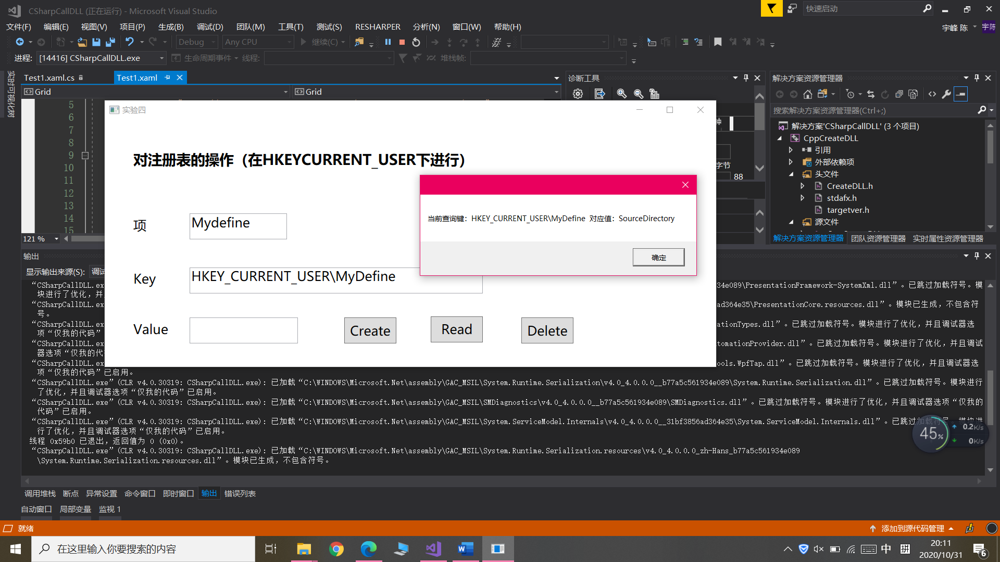 CSharpCallDLL (正在运行) - Microsoft Visual Studio
快速启动
文件(F) 编辑(E) 视图(V) 项目(P) 生成(B) 调试(D) 团队(M) 工具(T) 测试(S) RESHARPER 分析(N) 窗口(W) 帮助(H)
宇峰 陈 宇陈
Debug Any CPU 继续(C)
进程: [14416] CSharpCallDLL.exe 生命周期事件 线程: 堆栈帧:
实时可视化树
Test1.xaml.cs Test1.xaml
诊断工具
解决方案资源管理器
Grid Grid
5
6
7
8
9
10
11
12
13
14
15
121 %
搜索解决方案资源管理器(Ctrl+;)
解决方案'CSharpCallDLL' (3 个项目)
CppCreateDLL
引用
外部依赖项
头文件
CreateDLL.h
stdafx.h
targetver.h
源文件
解决方案资源管理器 团队资源管理器 实时属性资源管理器
字节
88
实验四
对注册表的操作（在HKEYCURRENT_USER下进行）
项 Mydefine
Key HKEY_CURRENT_USER\MyDefine
Value Create Read Delete
当前查询键：HKEY_CURRENT_USER\MyDefine 对应值：SourceDirectory
确定
输出
显示输出来源(S): 调试
“CSharpCallDLL.ex 34e089\PresentationFramework-SystemXml.dll”。已跳过加载符号。模
块进行了优化，并
“CSharpCallDLL.ex ad364e35\PresentationCore.resources.dll”。模块已生成，不包含符
号。
“CSharpCallDLL.ex ationTypes.dll”。已跳过加载符号。模块进行了优化，并且调试器选
项“仅我的代码”
“CSharpCallDLL.ex tomationProvider.dll”。已跳过加载符号。模块进行了优化，并且调试
器选项“仅我的代
“CSharpCallDLL.ex ools.WpfTap.dll”。已跳过加载符号。模块进行了优化，并且调试器选
项“仅我的代码”已启用。
“CSharpCallDLL.exe”(CLR v4.0.30319: CSharpCallDLL.exe): 已加载“C:\WINDOWS\Microsoft.Net\assembly\GAC_MSIL\System.Runtime.Serialization\v4.0_4.0.0.0__b77a5c561934e089\System.Runtime.Serialization.dll”。已跳过加载符号。模块进行
了优化，并且调试器选项“仅我的代码”已启用。
“CSharpCallDLL.exe”(CLR v4.0.30319: CSharpCallDLL.exe): 已加载“C:\WINDOWS\Microsoft.Net\assembly\GAC_MSIL\SMDiagnostics\v4.0_4.0.0.0__b77a5c561934e089\SMDiagnostics.dll”。已跳过加载符号。模块进行了优化，并且调试器选项“仅我的
代码”已启用。
“CSharpCallDLL.exe”(CLR v4.0.30319: CSharpCallDLL.exe): 已加载“C:\WINDOWS\Microsoft.Net\assembly\GAC_MSIL\System.ServiceModel.Internals\v4.0_4.0.0.0__31bf3856ad364e35\System.ServiceModel.Internals.dll”。已跳过加载符号。模块进
行了优化，并且调试器选项“仅我的代码”已启用。
线程 0x59b0 已退出，返回值为 0 (0x0)。
“CSharpCallDLL.exe”(CLR v4.0.30319: CSharpCallDLL.exe): 已加载“C:\WINDOWS\Microsoft.Net\assembly\GAC_MSIL\System.Runtime.Serialization.resources\v4.0_4.0.0.0_zh-Hans_b77a5c561934e089
\System.Runtime.Serialization.resources.dll”。模块已生成，不包含符号。
45% 0.2K/s
0K/s
调用堆栈 断点 异常设置 命令窗口 即时窗口 输出 错误列表
自动窗口 局部变量 监视 1
就绪 添加到源代码管理
在这里输入你要搜索的内容
中 拼 20:11
2020/10/31 6